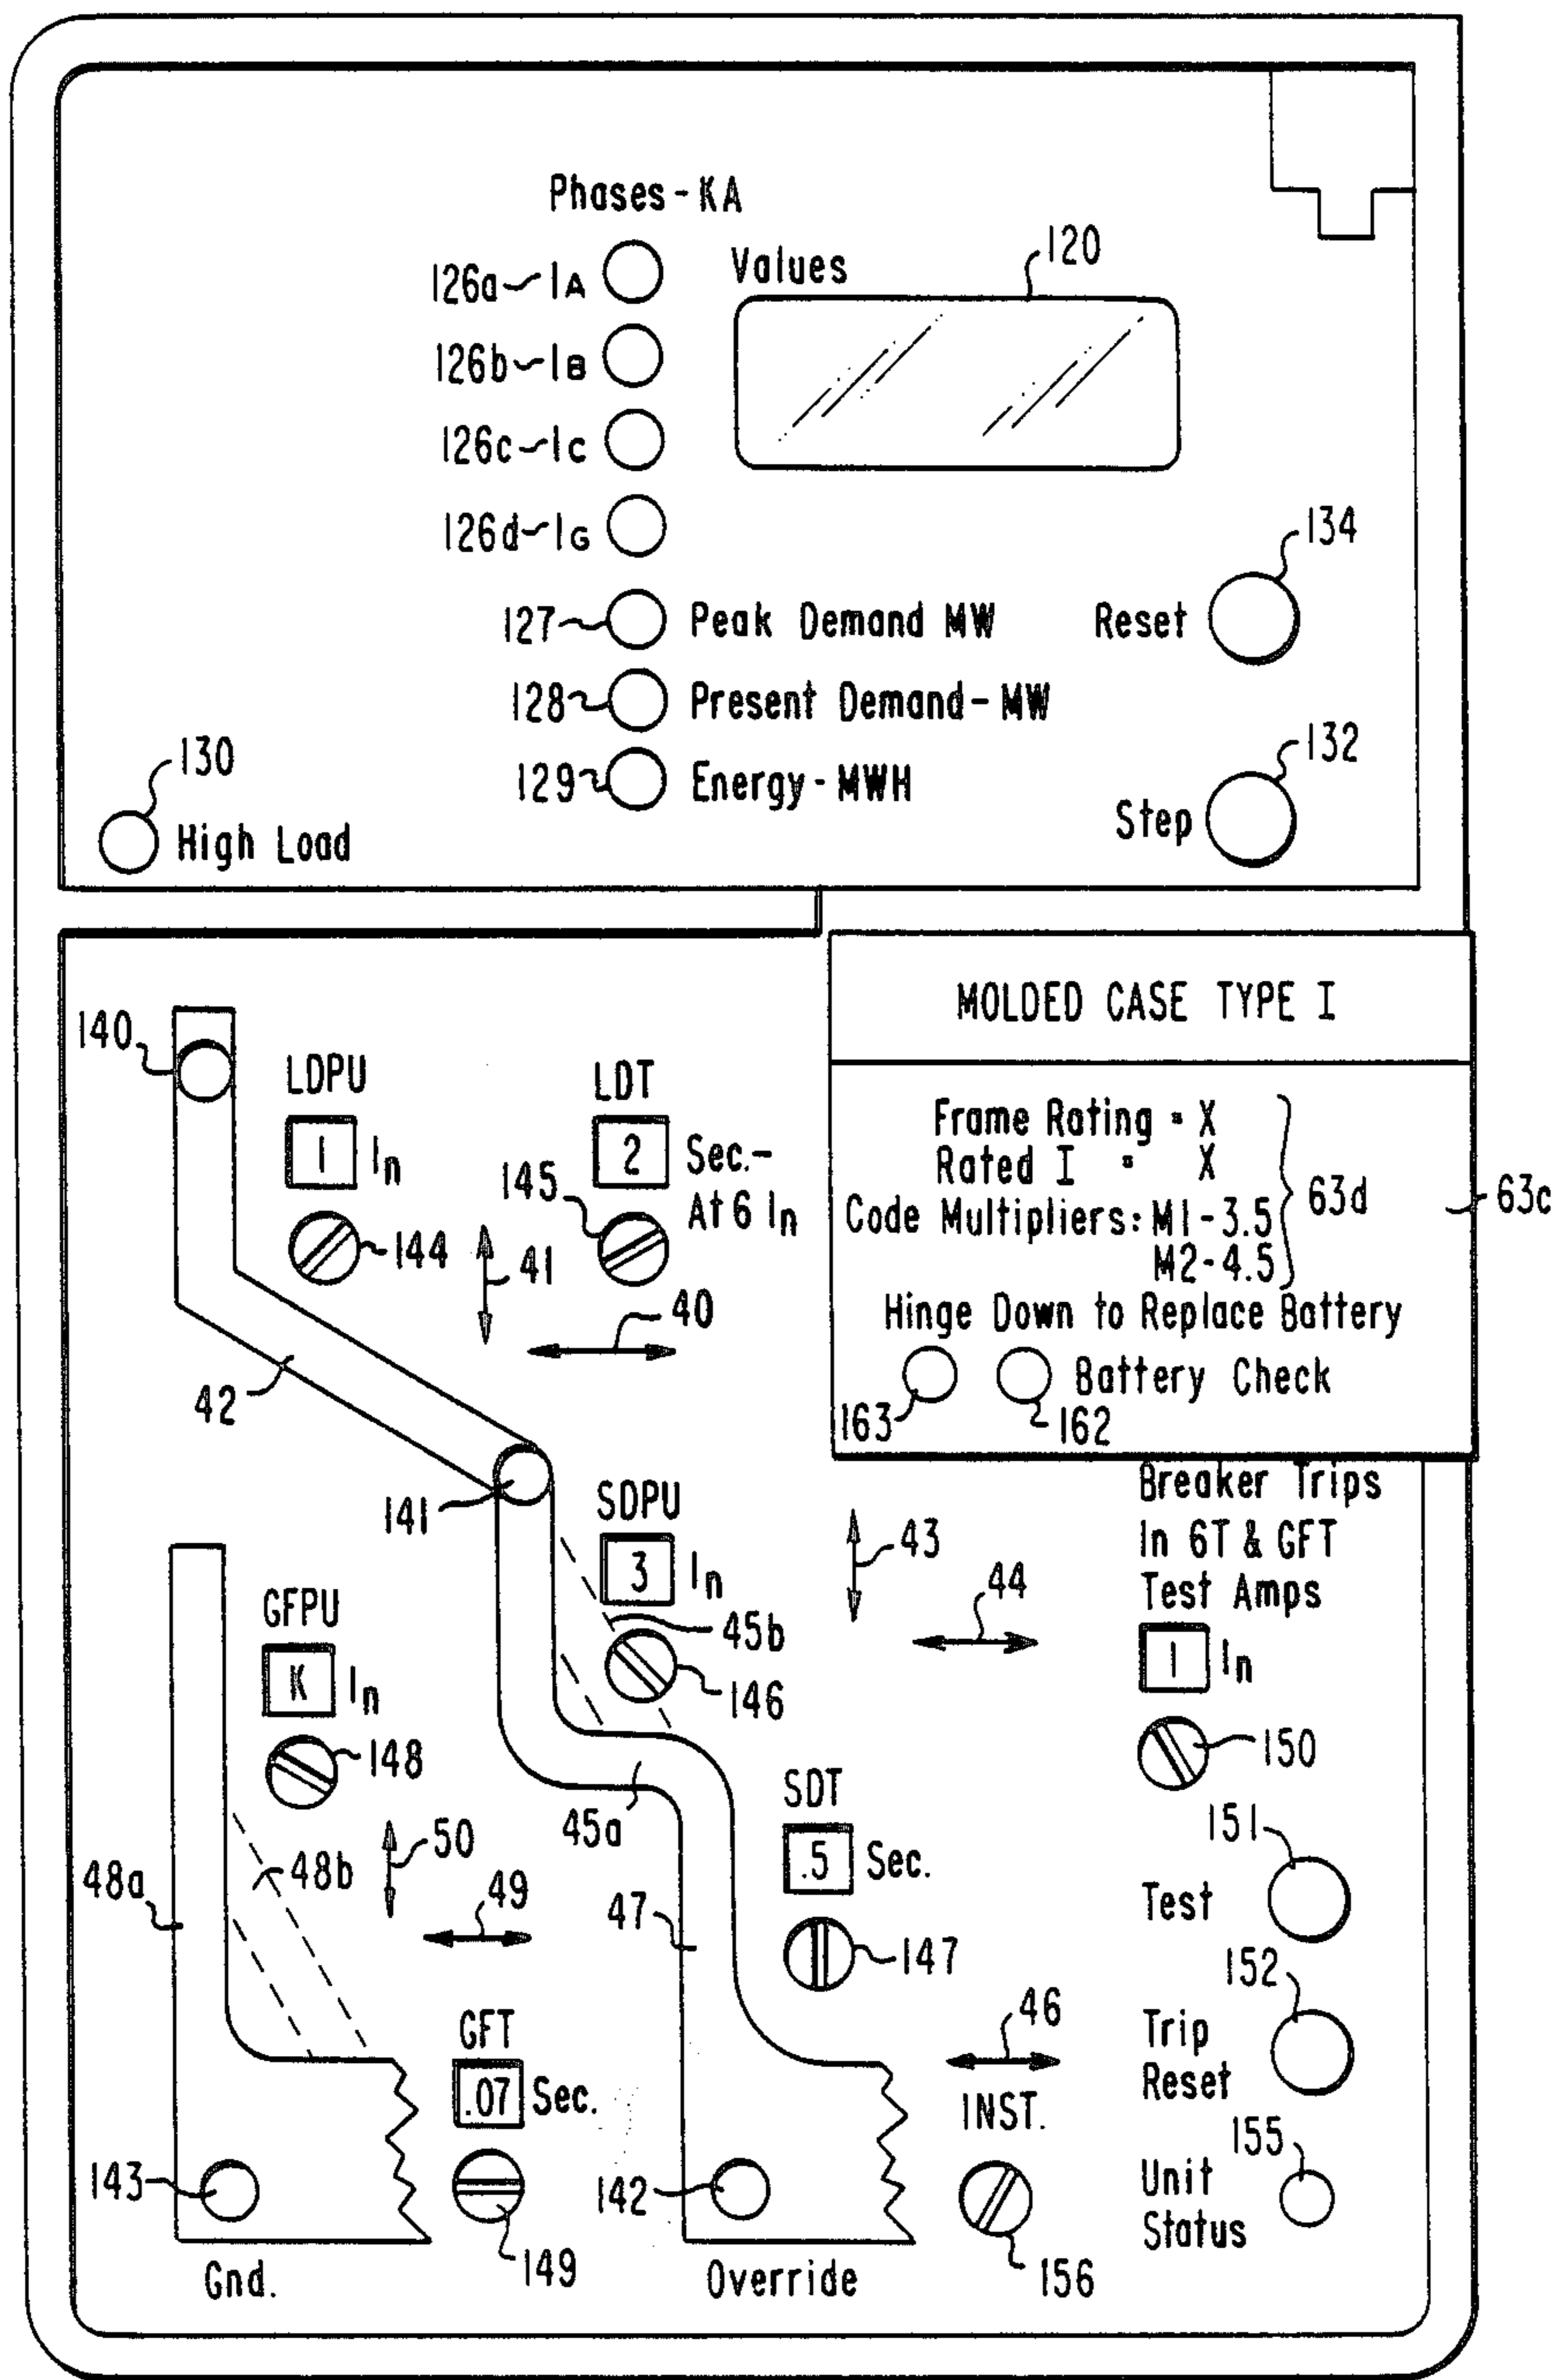 Phases - KA
126a IA
Values
120
126b IB
126c IC
126d IG
134
127 Peak Demand MW
Reset
128 Present Demand - MW
132
130
129 Energy - MWH
Step
High Load
MOLDED CASE TYPE I
140
LDPU
LDT
Frame Rating = X
1 In
2 Sec.-
Rated I = X
145
At 6 In
63d
63c
Code Multipliers: M1-3.5
M2-4.5
144
41
40
Hinge Down to Replace Battery
42
Battery Check
163
162
141
SDPU
Breaker Trips
In 6T & GFT
Test Amps
43
3 In
44
GFPU
45b
1 In
K In
146
150
148
SDT
45a
151
50
.5 Sec.
48a
48b
Test
49
47
147
152
46
GFT
Trip
Reset
.07 Sec.
INST.
155
143
142
Unit
Status
149
156
Gnd.
Override